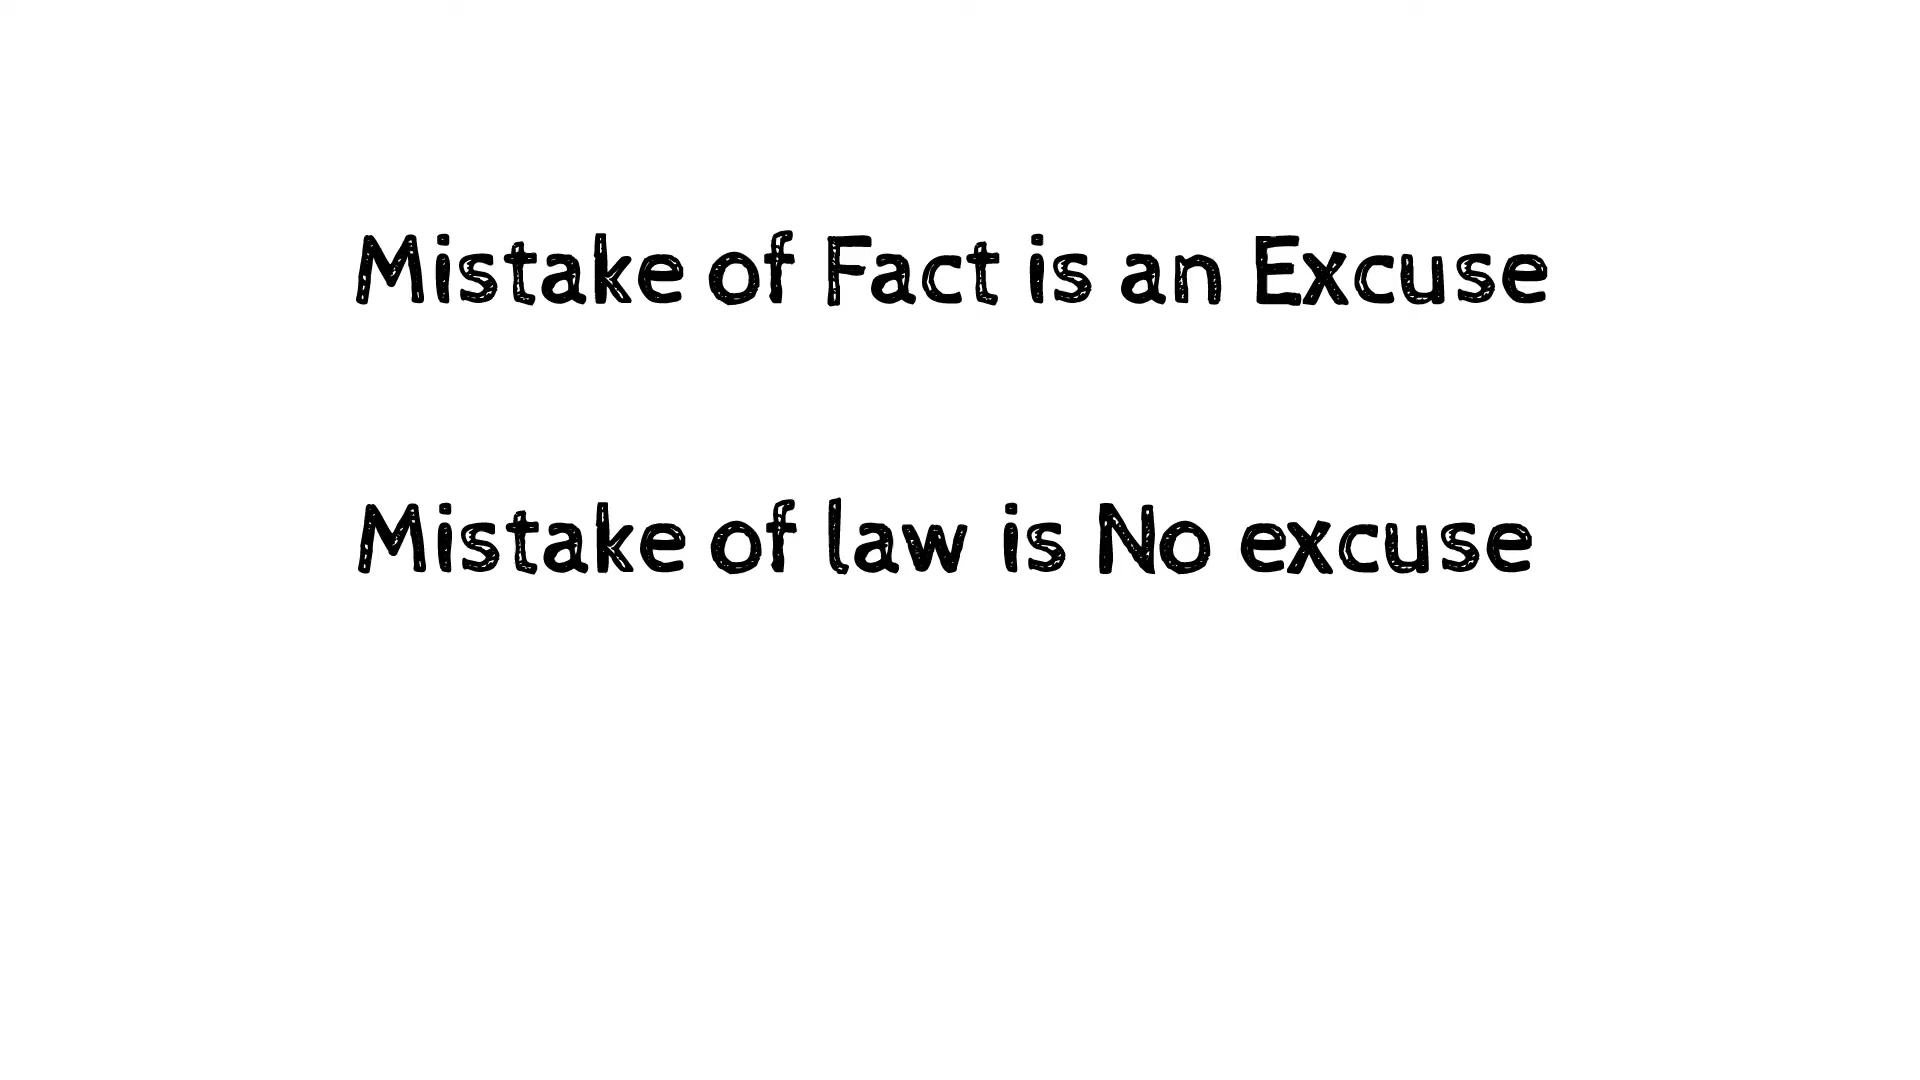 Mistake of Fact is an Excuse
Mistake of law is No excuse